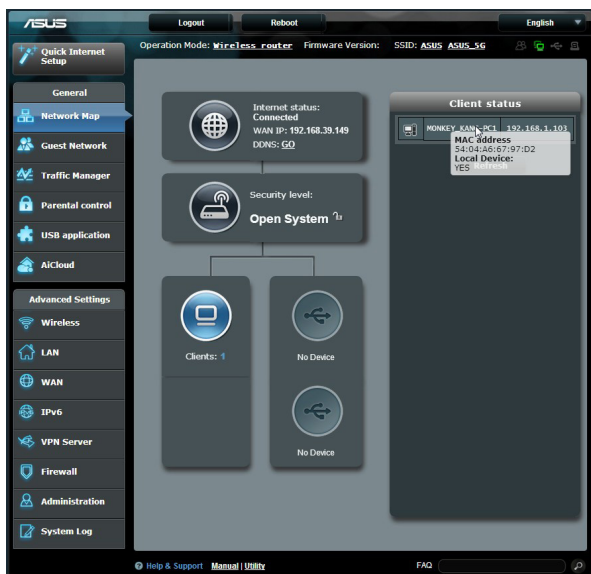 ASUS
Logout
Reboot
English
Quick Internet
Setup
Operation Mode: Wireless router Firmware Version: SSID: ASUS ASUS_5G
General
Network Map
Guest Network
Traffic Manager
Parental control
USB application
AiCloud
Advanced Settings
Wireless
LAN
WAN
IPv6
VPN Server
Firewall
Administration
System Log
Internet status:
Connected
WAN IP: 192.168.39.149
DDNS: GO
Security level:
Open System
Clients: 1
No Device
No Device
Client status
MONKEY_KANG-PC1 192.168.1.103
MAC address
54:04:A6:67:97:D2
Local Device:
YES
Refresh
Help & Support Manual | Utility
FAQ